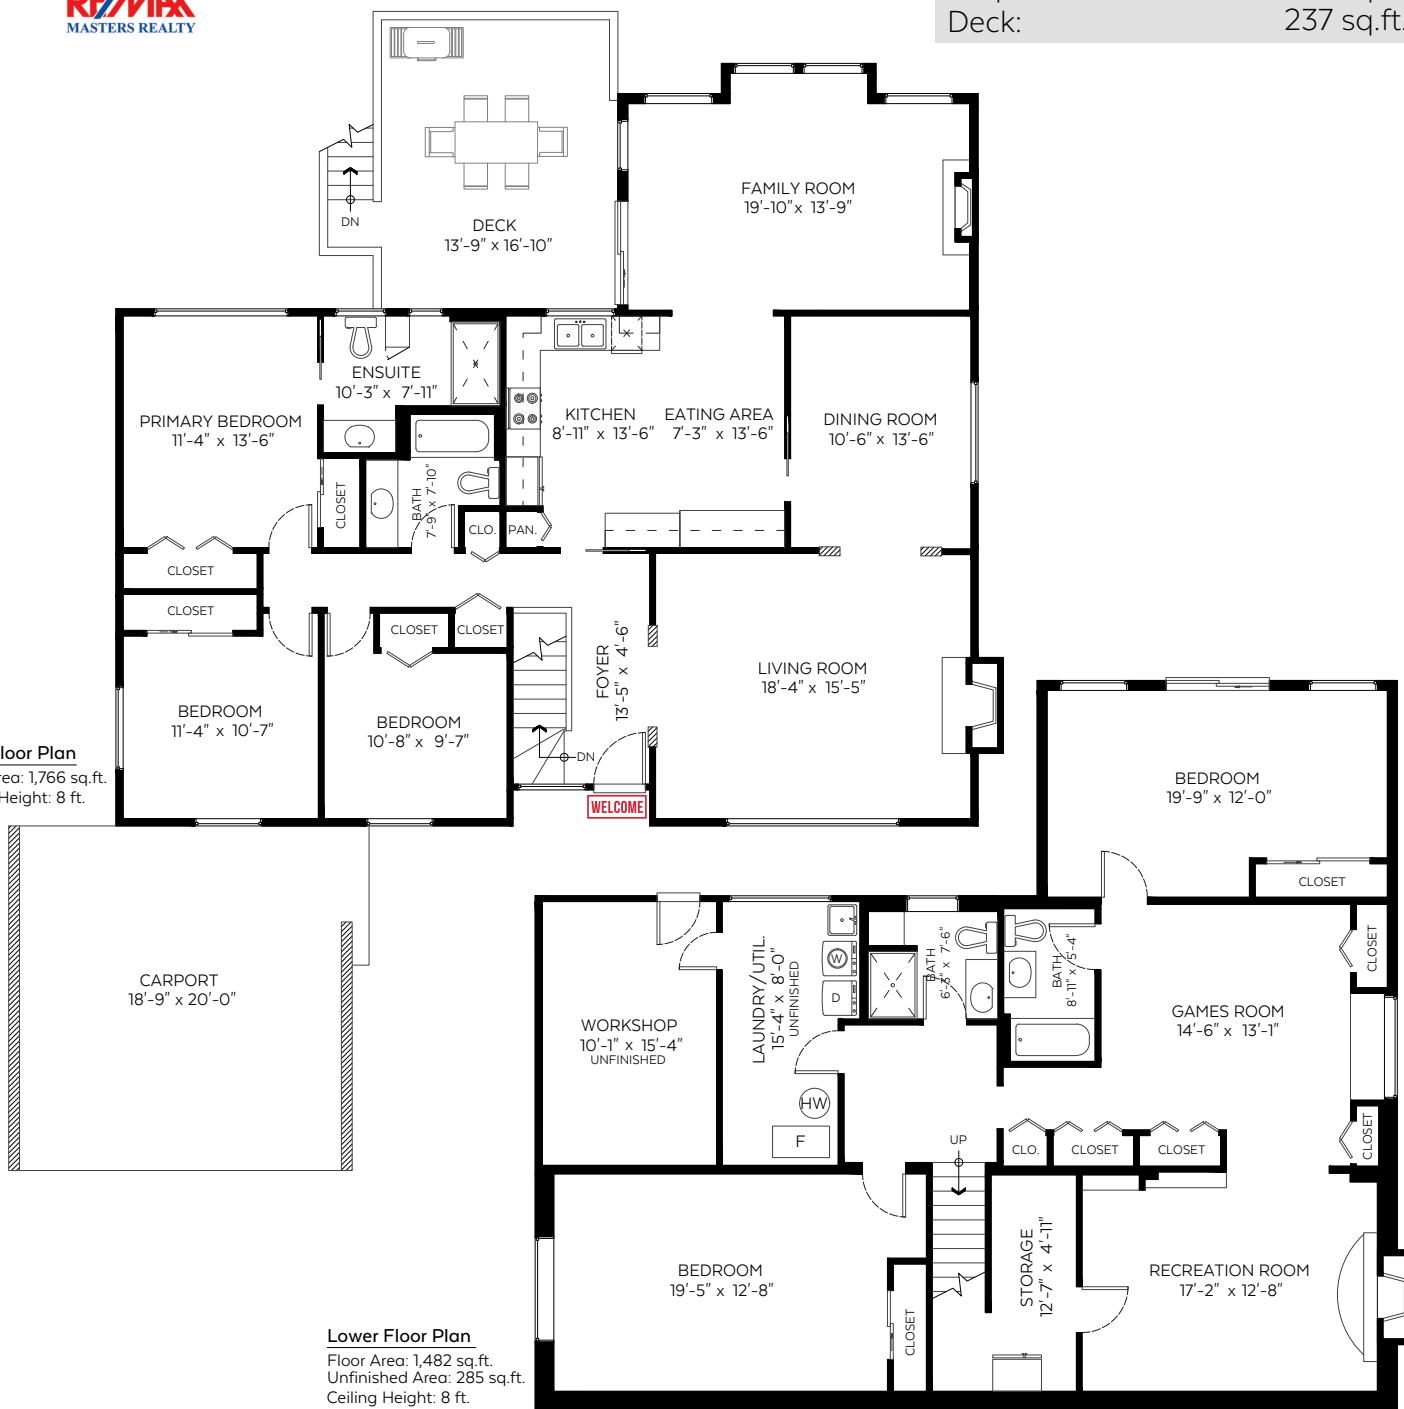 RE/MAX
MASTERS REALTY
Deck: 237 sq.ft.
DN
DECK
13'-9" x 16'-10"
FAMILY ROOM
19'-10" x 13'-9"
PRIMARY BEDROOM
11'-4" x 13'-6"
ENSUITE
10'-3" x 7'-11"
KITCHEN
8'-11" x 13'-6"
EATING AREA
7'-3" x 13'-6"
DINING ROOM
10'-6" x 13'-6"
CLOSET
BATH
7'-9" x 7'-10"
CLO.
PAN.
CLOSET
CLOSET
CLOSET
CLOSET
FOYER
13'-5" x 4'-6"
LIVING ROOM
18'-4" x 15'-5"
BEDROOM
11'-4" x 10'-7"
BEDROOM
10'-8" x 9'-7"
DN
WELCOME
Floor Plan
Area: 1,766 sq.ft.
Height: 8 ft.
CARPORT
18'-9" x 20'-0"
BEDROOM
19'-9" x 12'-0"
CLOSET
WORKSHOP
10'-1" x 15'-4"
UNFINISHED
LAUNDRY/UTIL.
15'-4" x 8'-0"
UNFINISHED
W
D
HW
F
BATH
6'-3" x 7'-6"
BATH
8'-11" x 5'-4"
CLOSET
GAMES ROOM
14'-6" x 13'-1"
CLOSET
UP
CLO.
CLOSET
CLOSET
BEDROOM
19'-5" x 12'-8"
CLOSET
STORAGE
12'-7" x 4'-11"
RECREATION ROOM
17'-2" x 12'-8"
Lower Floor Plan
Floor Area: 1,482 sq.ft.
Unfinished Area: 285 sq.ft.
Ceiling Height: 8 ft.